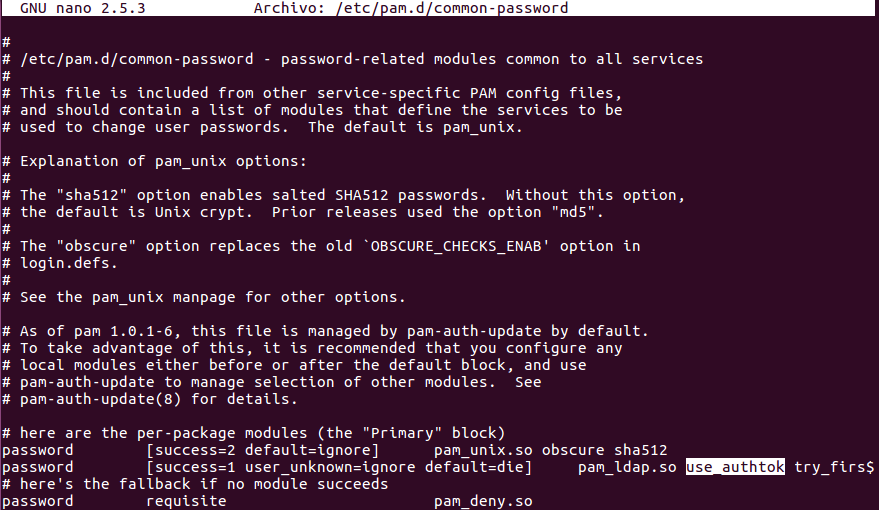 GNU nano 2.5.3 Archivo: /etc/pam.d/common-password
#
# /etc/pam.d/common-password - password-related modules common to all services
#
# This file is included from other service-specific PAM config files,
# and should contain a list of modules that define the services to be
# used to change user passwords.  The default is pam_unix.
# Explanation of pam_unix options:
#
# The "sha512" option enables salted SHA512 passwords.  Without this option,
# the default is Unix crypt.  Prior releases used the option "md5".
#
# The "obscure" option replaces the old `OBSCURE_CHECKS_ENAB' option in
# login.defs.
#
# See the pam_unix manpage for other options.
# As of pam 1.0.1-6, this file is managed by pam-auth-update by default.
# To take advantage of this, it is recommended that you configure any
# local modules either before or after the default block, and use
# pam-auth-update to manage selection of other modules.  See
# pam-auth-update(8) for details.
# here are the per-package modules (the "Primary" block)
password [success=2 default=ignore] pam_unix.so obscure sha512
password [success=1 user_unknown=ignore default=die] pam_ldap.so use_authtok try_firs$
# here's the fallback if no module succeeds
password requisite pam_deny.so